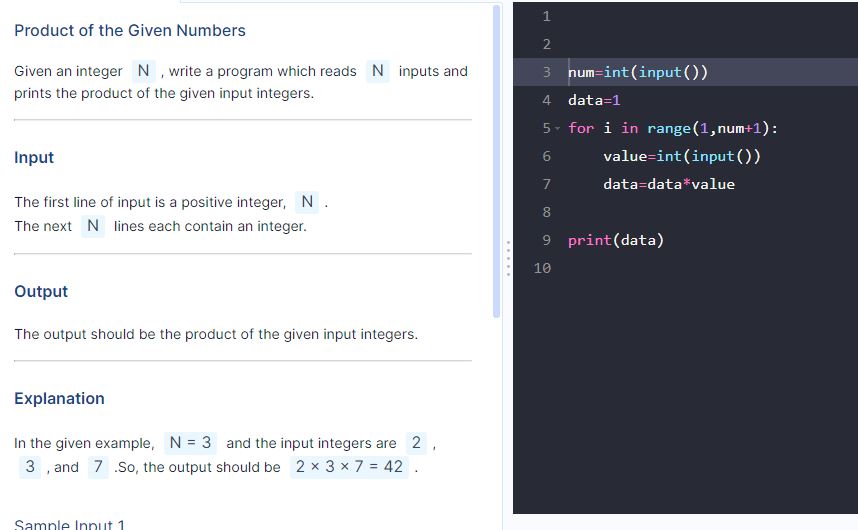 Product of the Given Numbers
Given an integer N , write a program which reads N inputs and
prints the product of the given input integers.
Input
The first line of input is a positive integer, N .
The next N lines each contain an integer.
Output
The output should be the product of the given input integers.
Explanation
In the given example, N = 3 and the input integers are 2 ,
3 , and 7 .So, the output should be 2 × 3 × 7 = 42 .
Sample Input 1
1
2
3 num=int(input())
4 data=1
5 for i in range(1,num+1):
6 value=int(input())
7 data=data*value
8
9 print(data)
10